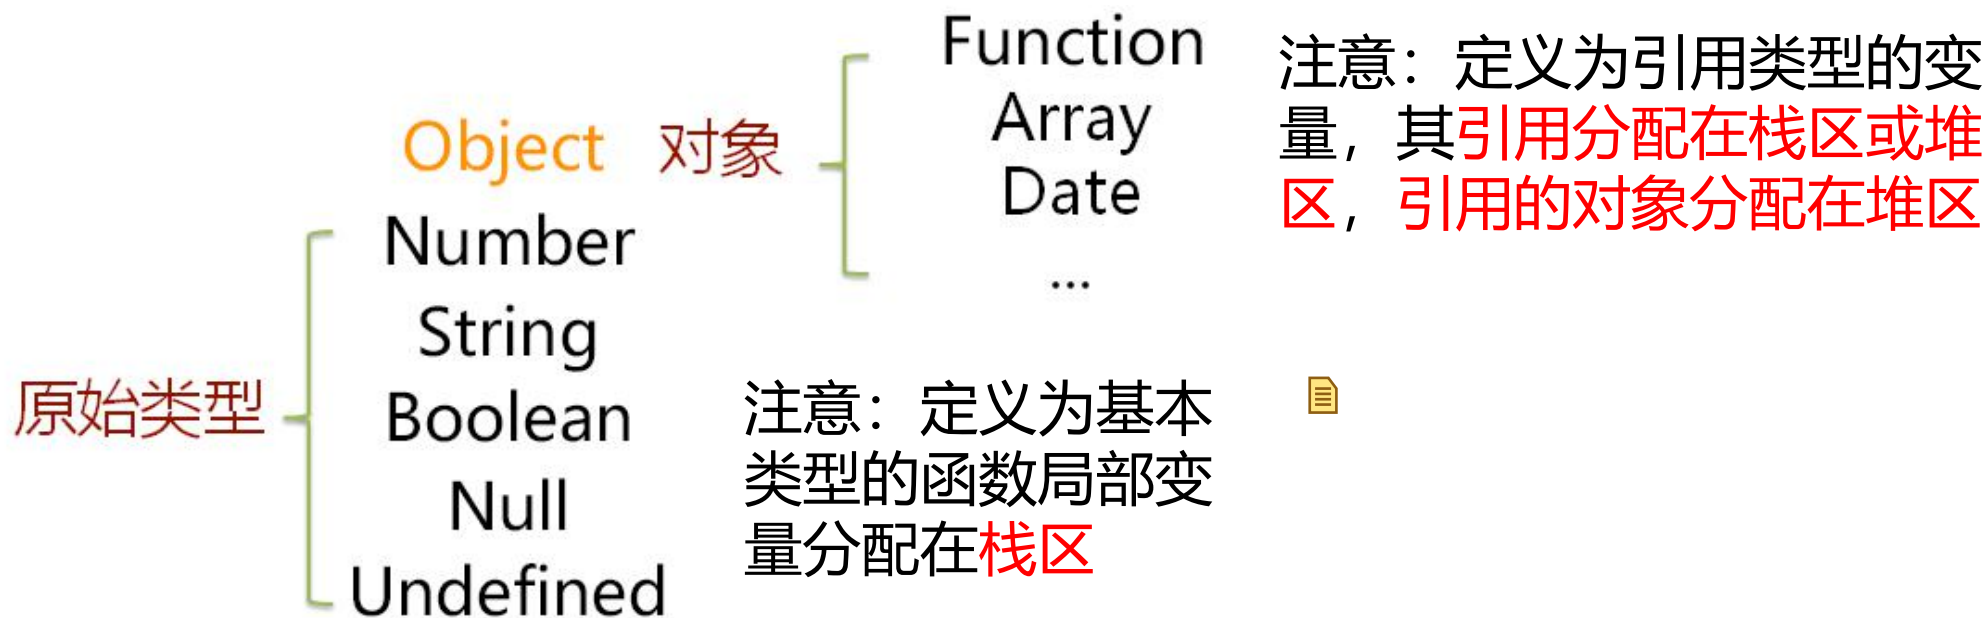 Function
Array
Date
...
Object 对象
Number
String
Boolean
Null
Undefined
原始类型
注意：定义为引用类型的变
量，其引用分配在栈区或堆
区，引用的对象分配在堆区
注意：定义为基本
类型的函数局部变
量分配在栈区